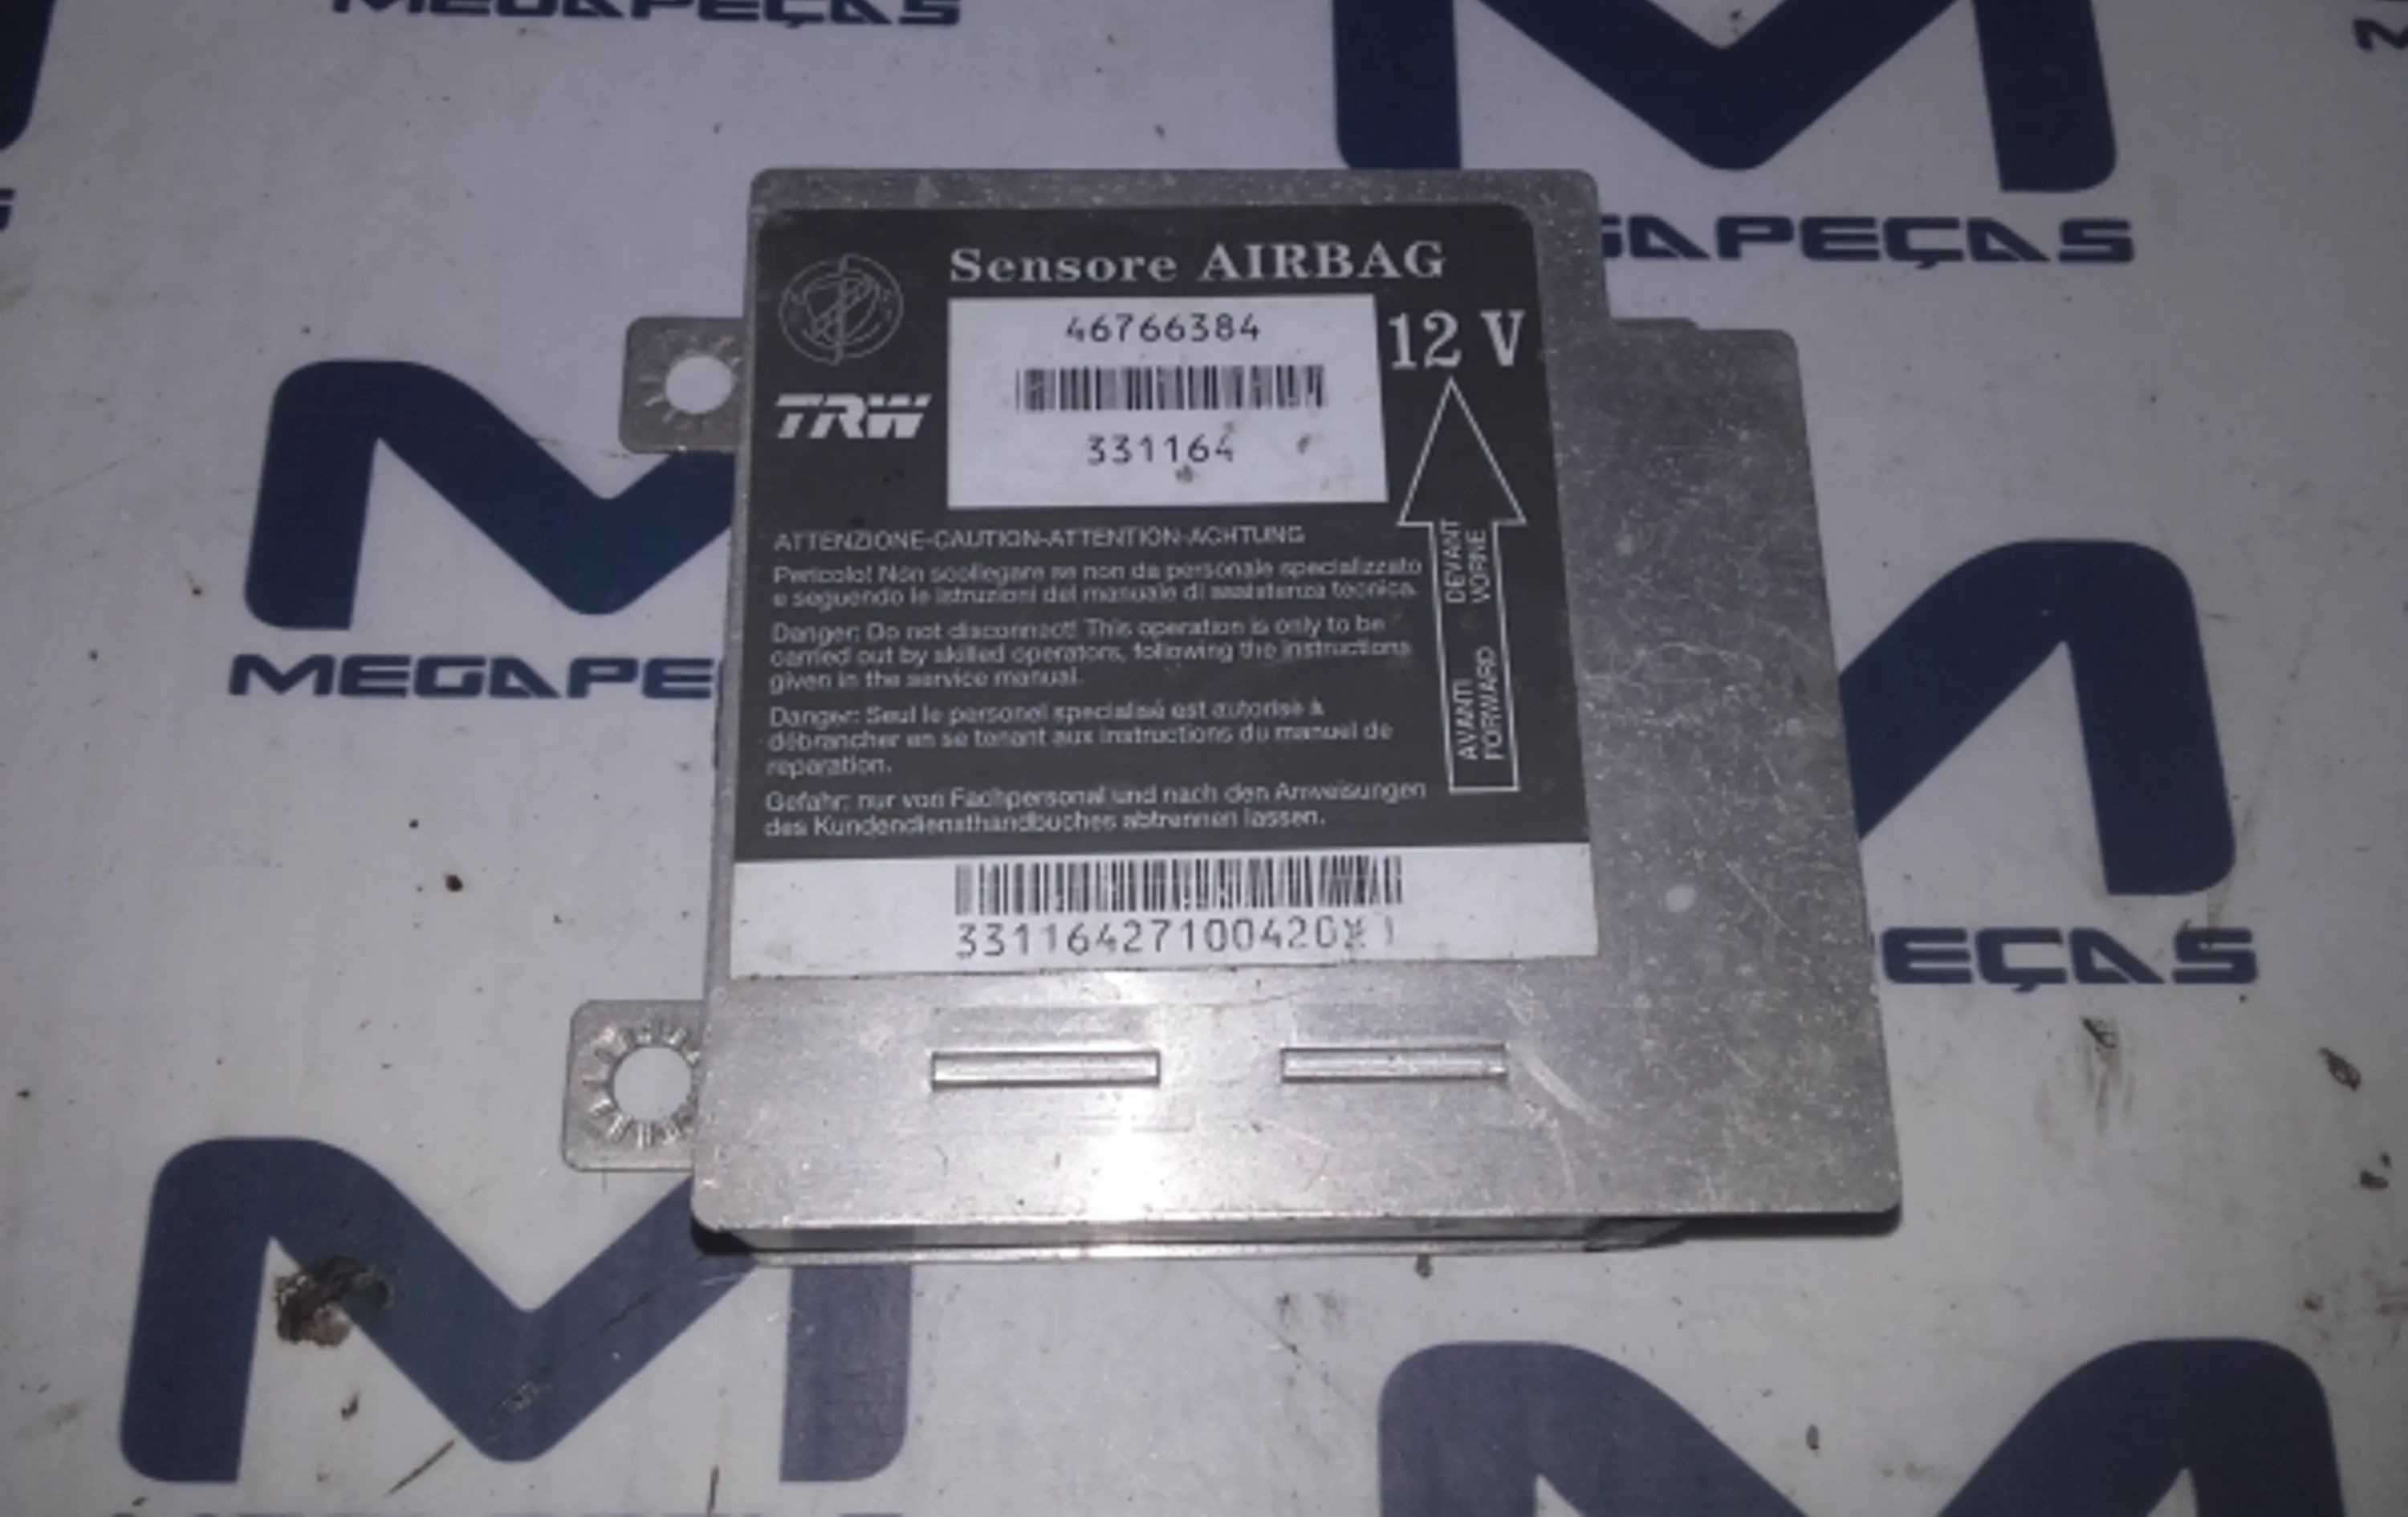 MEGAPEÇAS
MEGAPEÇAS
Sensore AIRBAG
46766384
12 V
TRW
331164
ATTENZIONE-CAUTION-ATTENTION-ACHTUNG
Pericolo! Non scollegare se non da personale specializzato
e seguendo le istruzioni del manuale di assistenza tecnica.
Danger: Do not disconnect! This operation is only to be
carried out by skilled operators, following the instructions
given in the service manual.
Danger: Seul le personel specialisé est autorisé à
débrancher en se tenant aux instructions du manuel de
reparation.
Gefahr: nur von Fachpersonal und nach den Anweisungen
des Kundendiensthandbuches abtrennen lassen.
DEVANT
VORNE
AVANTI
FORWARD
MEGAPE
EÇAS